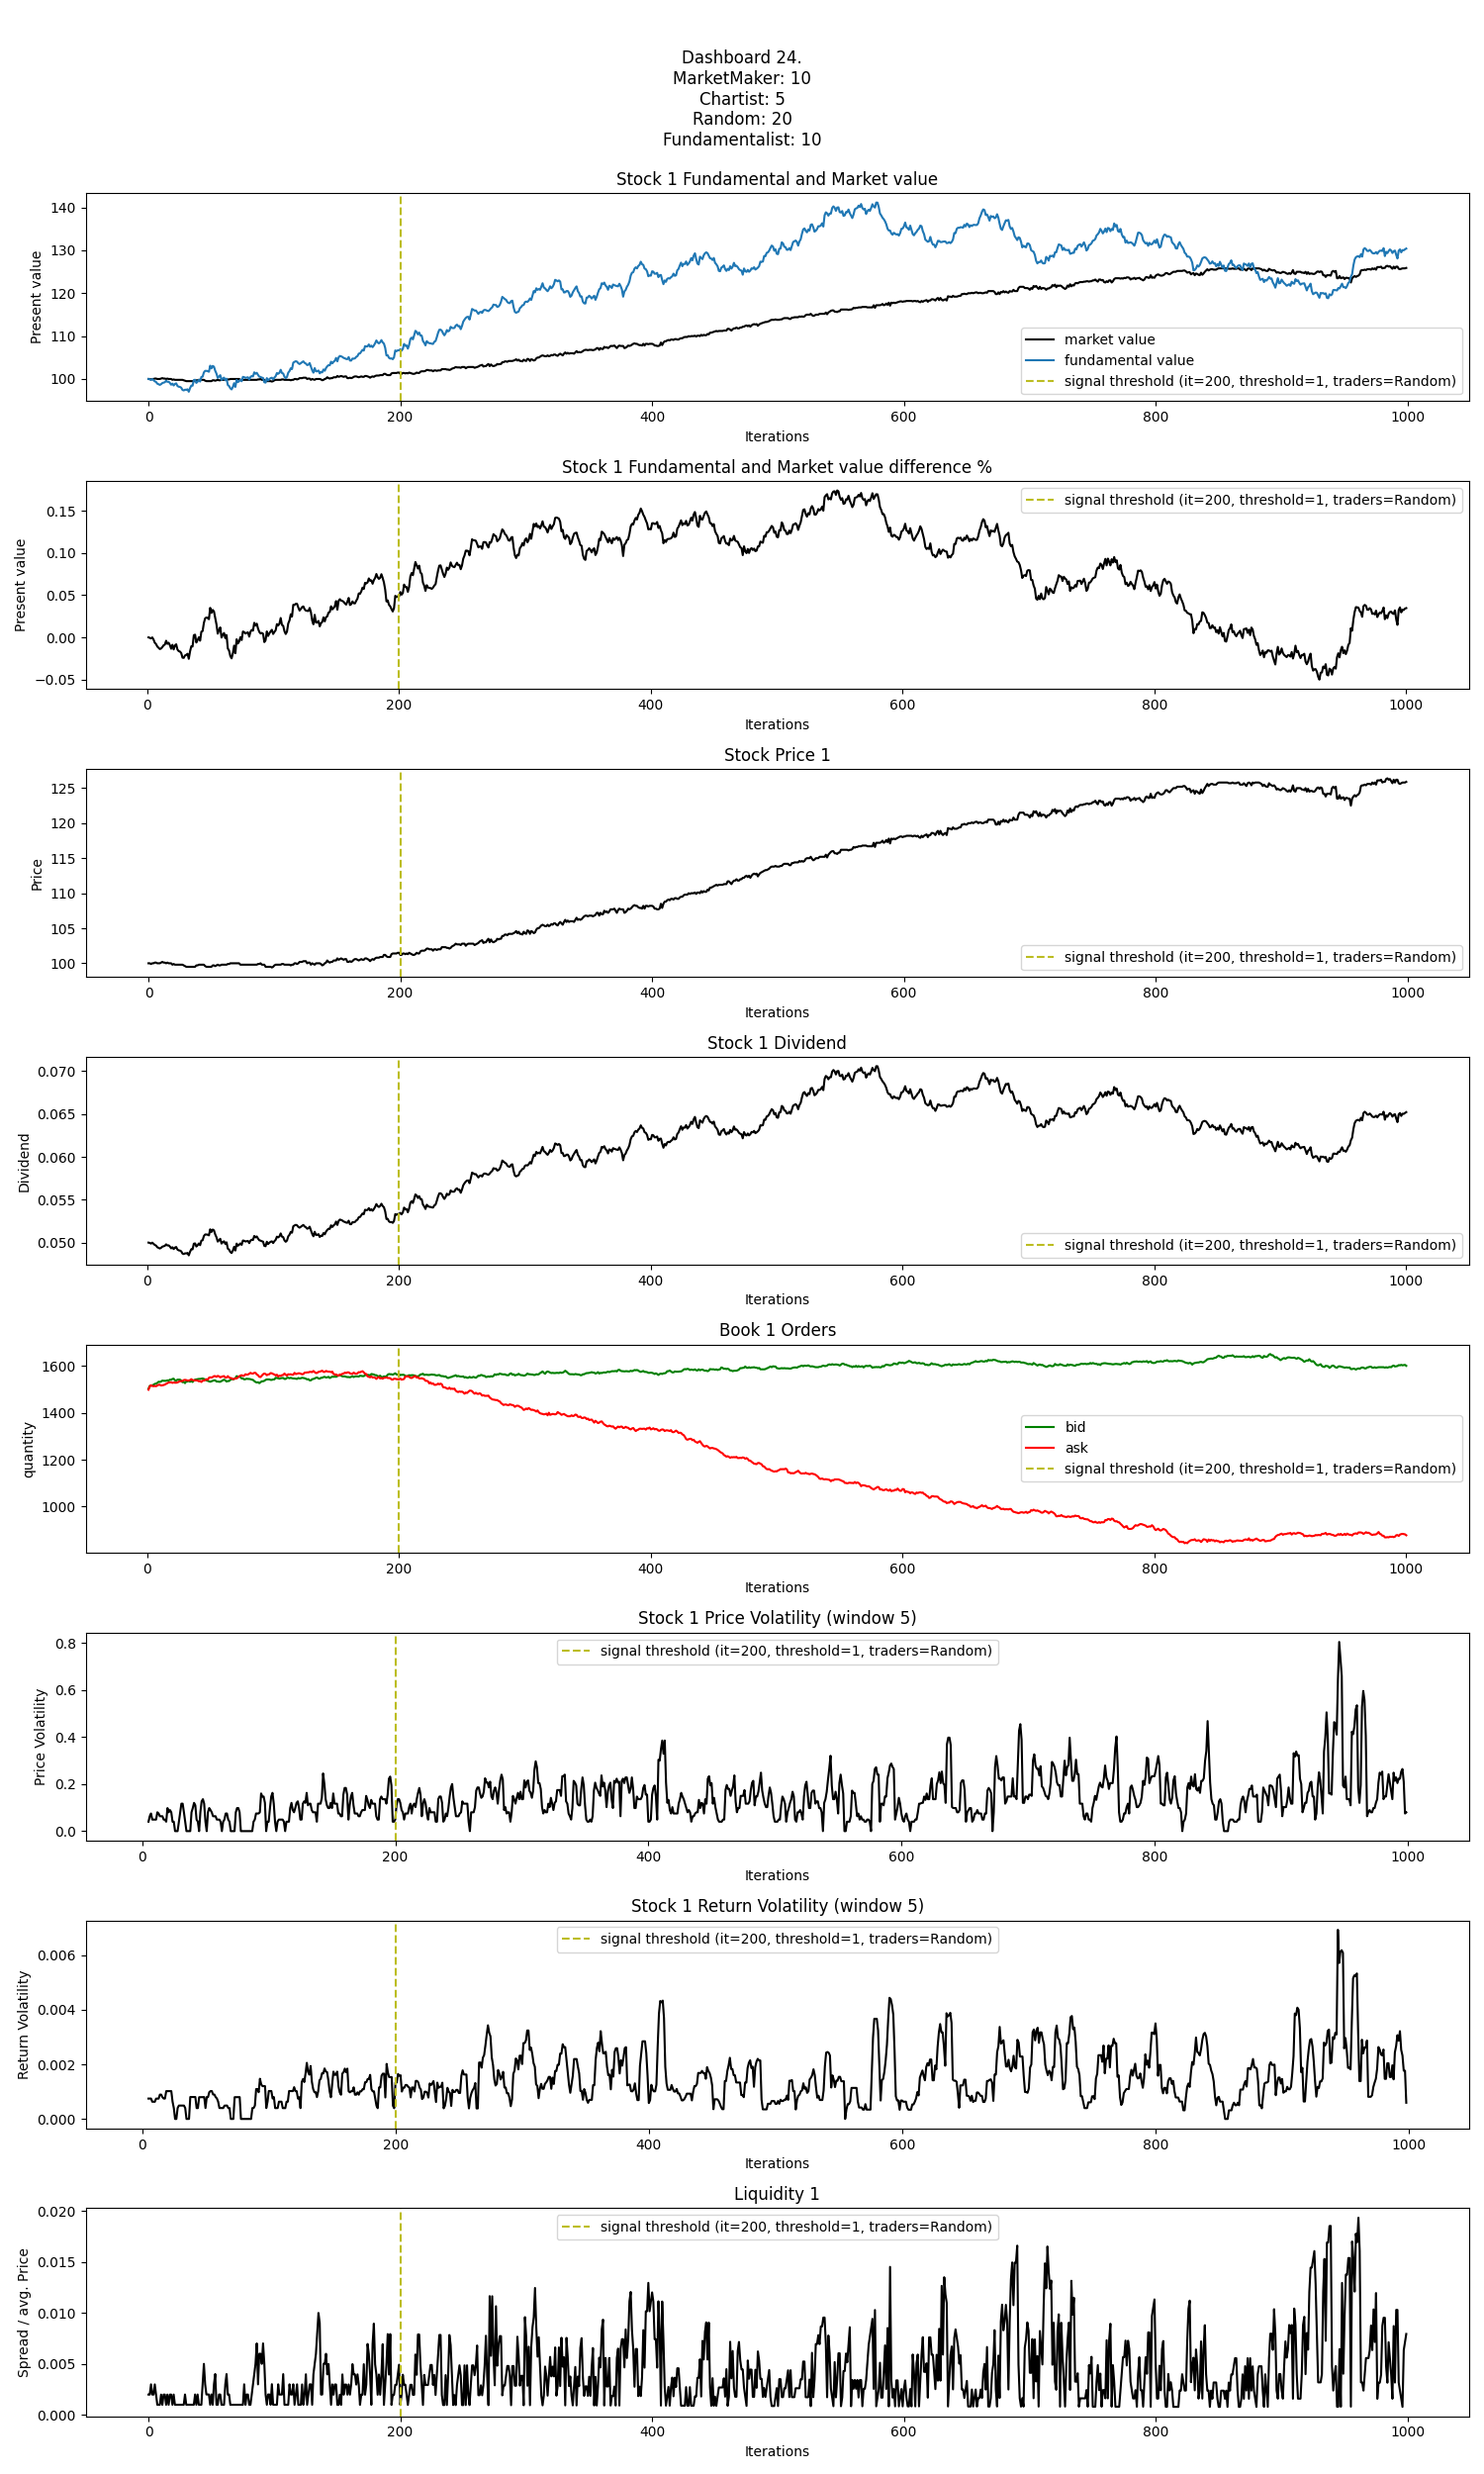 Dashboard 24.
MarketMaker: 10
Chartist: 5
Random: 20
Fundamentalist: 10
Stock 1 Fundamental and Market value
Present value
140
130
120
110
100
market value
fundamental value
signal threshold (it=200, threshold=1, traders=Random)
0 200 400 600 800 1000
Iterations
Stock 1 Fundamental and Market value difference %
Present value
0.15
0.10
0.05
0.00
−0.05
signal threshold (it=200, threshold=1, traders=Random)
0 200 400 600 800 1000
Iterations
Stock Price 1
Price
125
120
115
110
105
100
signal threshold (it=200, threshold=1, traders=Random)
0 200 400 600 800 1000
Iterations
Stock 1 Dividend
Dividend
0.070
0.065
0.060
0.055
0.050
signal threshold (it=200, threshold=1, traders=Random)
0 200 400 600 800 1000
Iterations
Book 1 Orders
quantity
1600
1400
1200
1000
bid
ask
signal threshold (it=200, threshold=1, traders=Random)
0 200 400 600 800 1000
Iterations
Stock 1 Price Volatility (window 5)
Price Volatility
0.8
0.6
0.4
0.2
0.0
signal threshold (it=200, threshold=1, traders=Random)
0 200 400 600 800 1000
Iterations
Stock 1 Return Volatility (window 5)
Return Volatility
0.006
0.004
0.002
0.000
signal threshold (it=200, threshold=1, traders=Random)
0 200 400 600 800 1000
Iterations
Liquidity 1
Spread / avg. Price
0.020
0.015
0.010
0.005
0.000
signal threshold (it=200, threshold=1, traders=Random)
0 200 400 600 800 1000
Iterations